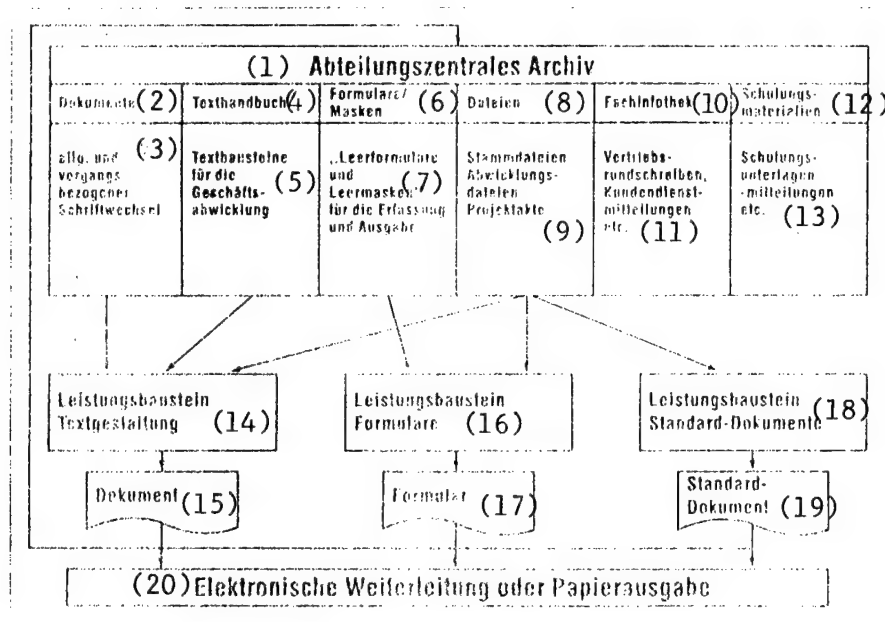 (1) Abteilungszentrales Archiv
Dokumente (2)
Texthandbuch (4)
Formulare/
Masken (6)
Dateien (8)
Fachinfothek (10)
Schulungs-
materialien (12)
allg. und (3)
vorgangs
bezogener
Schriftwechsel
Textbausteine
für die
Geschäfts- (5)
abwicklung
„Leerformulare
und
Leermasken" (7)
für die Erfassung
und Ausgabe
Stammdateien
Abwicklungs-
dateien
Projektakte
(9)
Vertriebs-
rundschreiben,
Kundendienst-
mitteilungen
etc. (11)
Schulungs-
unterlagen
-mitteilungen
etc. (13)
Leistungsbaustein
Textgestaltung (14)
Leistungsbaustein
Formulare (16)
Leistungsbaustein
Standard-Dokumente (18)
Dokument (15)
Formular (17)
Standard-
Dokument (19)
(20) Elektronische Weiterleitung oder Papierausgabe